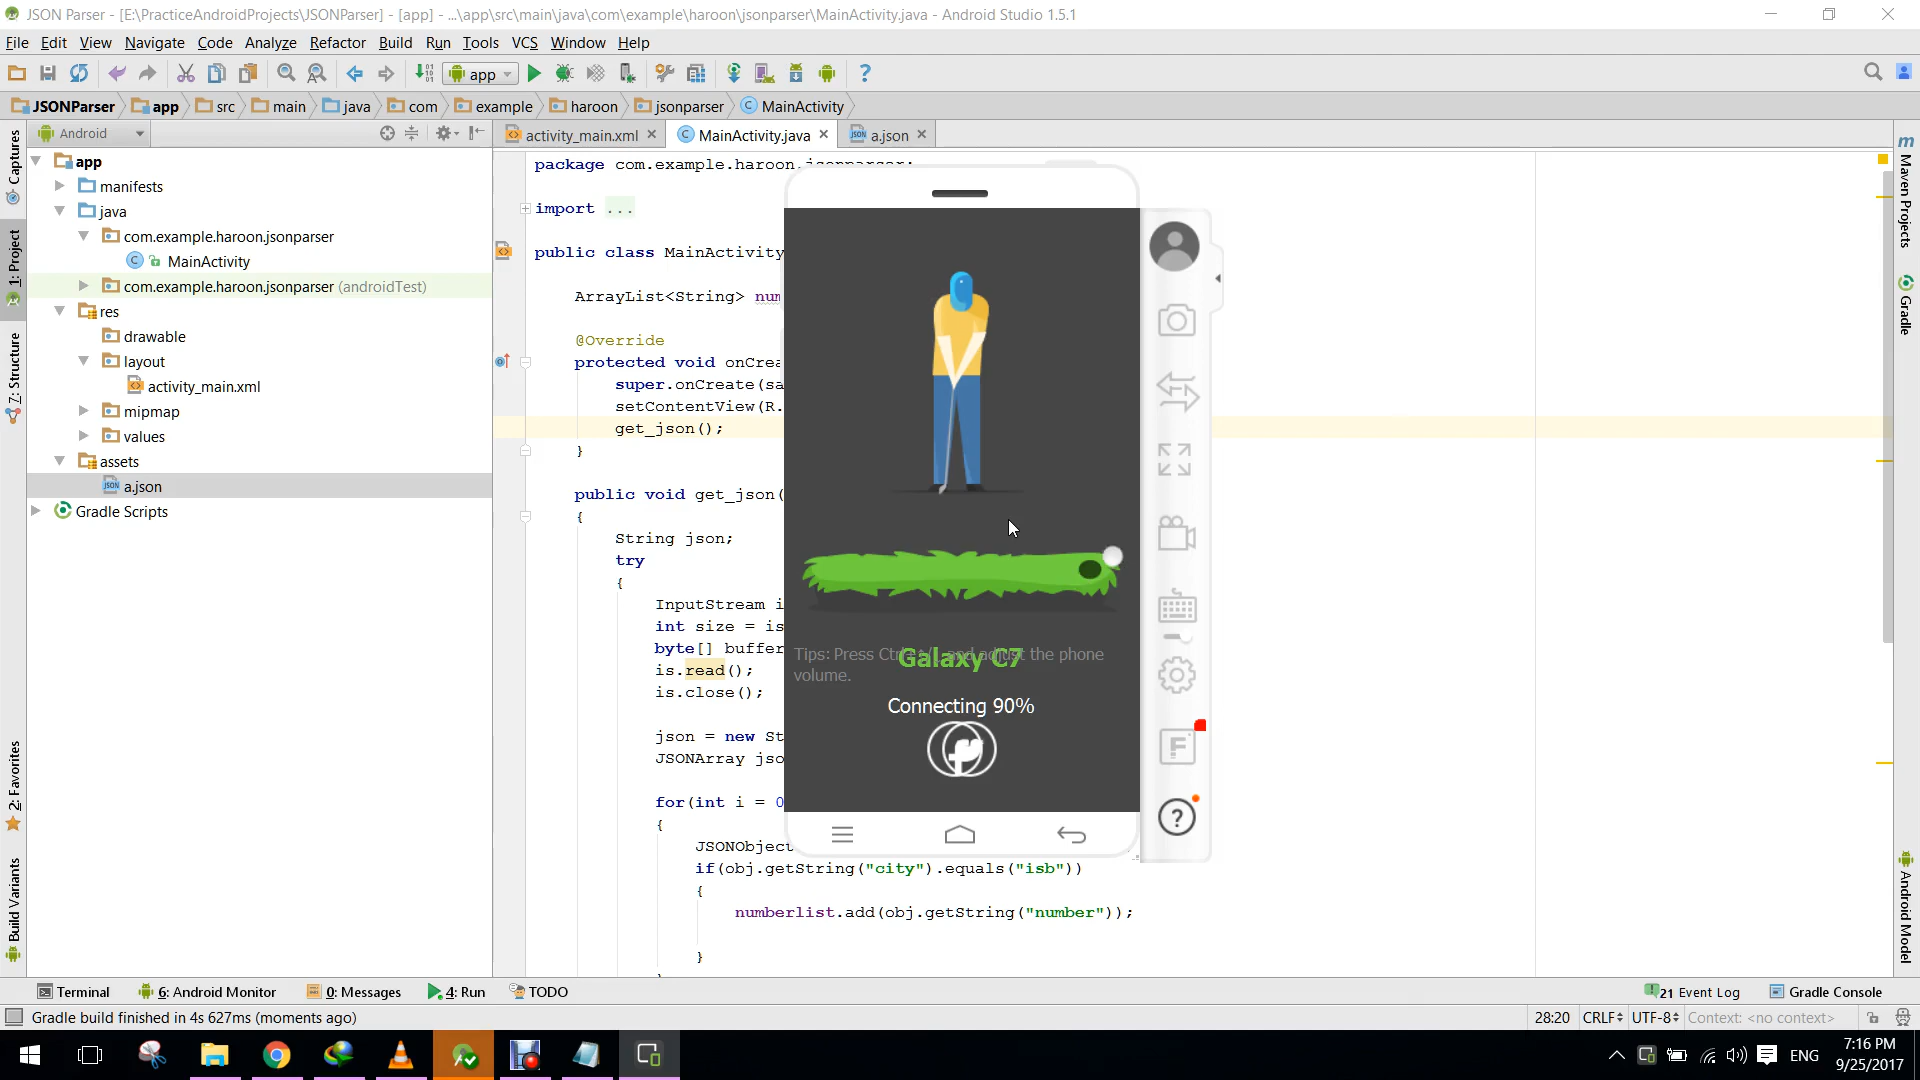 JSON Parser - [E:\PracticeAndroidProjects\JSONParser] - [app] - ...\app\src\main\java\com\example\haroon\jsonparser\MainActivity.java - Android Studio 1.5.1
File Edit View Navigate Code Analyze Refactor Build Run Tools VCS Window Help
app
JSONParser app src main java com example haroon jsonparser MainActivity
Android
activity_main.xml MainActivity.java a.json
Captures
1: Project
7: Structure
2: Favorites
Build Variants
app
manifests
java
com.example.haroon.jsonparser
MainActivity
com.example.haroon.jsonparser (androidTest)
res
drawable
layout
activity_main.xml
mipmap
values
assets
a.json
Gradle Scripts
package com.example.haroon.jsonparser;
import ...
public class MainActivity
ArrayList<String> num
@Override
protected void onCrea
super.onCreate(sa
setContentView(R.
get_json();
}
public void get_json(
{
String json;
try
{
InputStream i
int size = is
byte[] buffer
is.read();
is.close();
json = new St
JSONArray jso
for(int i = 0
{
JSONObject
if(obj.getString("city").equals("isb"))
{
numberlist.add(obj.getString("number"));
}
Tips: Press Ctrl and adjust the phone
volume.
Galaxy C7
Connecting 90%
F
?
Maven Projects
Gradle
Android Model
Terminal 6: Android Monitor 0: Messages 4: Run TODO
21 Event Log Gradle Console
Gradle build finished in 4s 627ms (moments ago)
28:20 CRLF UTF-8 Context: <no context>
ENG
7:16 PM
9/25/2017